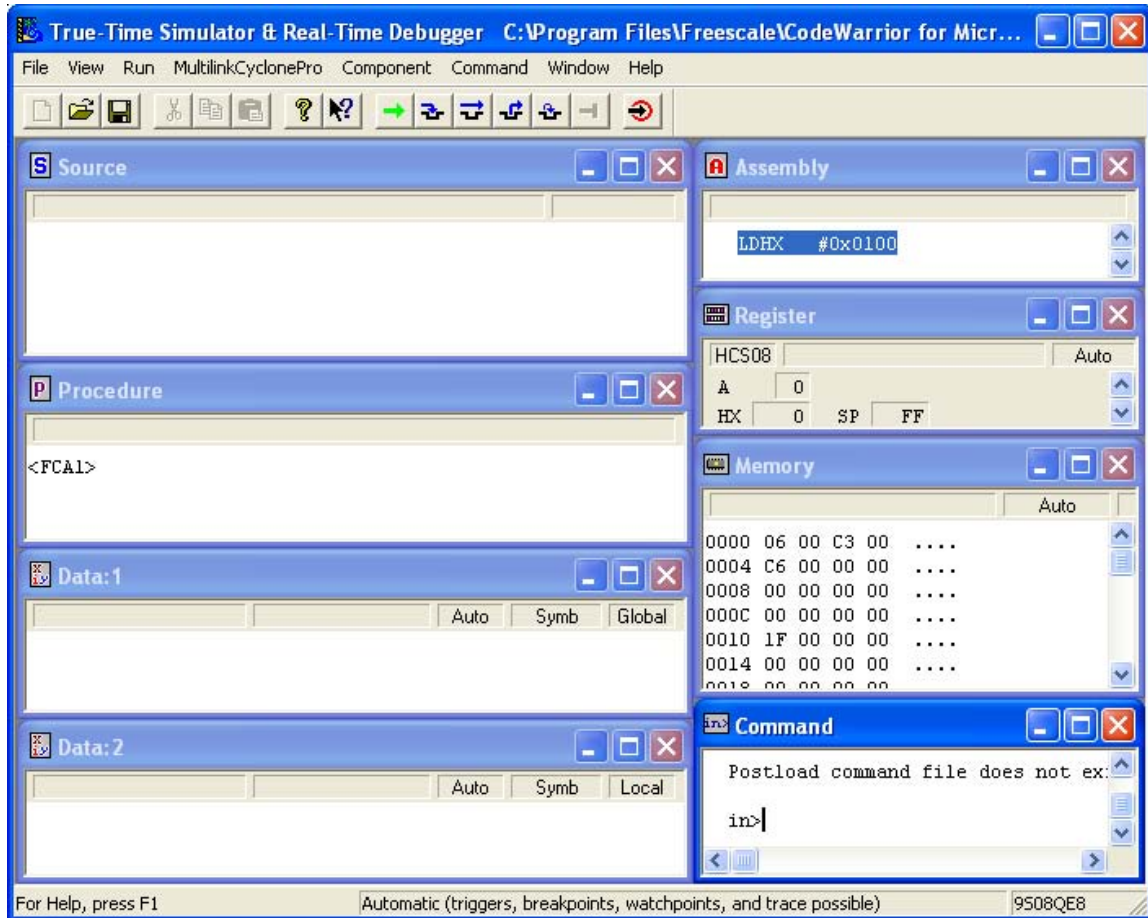 True-Time Simulator & Real-Time Debugger C:\Program Files\Freescale\CodeWarrior for Micr...
File View Run MultilinkCyclonePro Component Command Window Help
S Source
P Procedure
<FCA1>
Data:1
Auto Symb Global
Data:2
Auto Symb Local
A Assembly
LDHX #0x0100
Register
HCS08 Auto
A 0
HX 0 SP FF
Memory
Auto
0000 06 00 C3 00 ....
0004 C6 00 00 00 ....
0008 00 00 00 00 ....
000C 00 00 00 00 ....
0010 1F 00 00 00 ....
0014 00 00 00 00 ....
in> Command
Postload command file does not ex
in>
For Help, press F1 Automatic (triggers, breakpoints, watchpoints, and trace possible) 9S08QE8